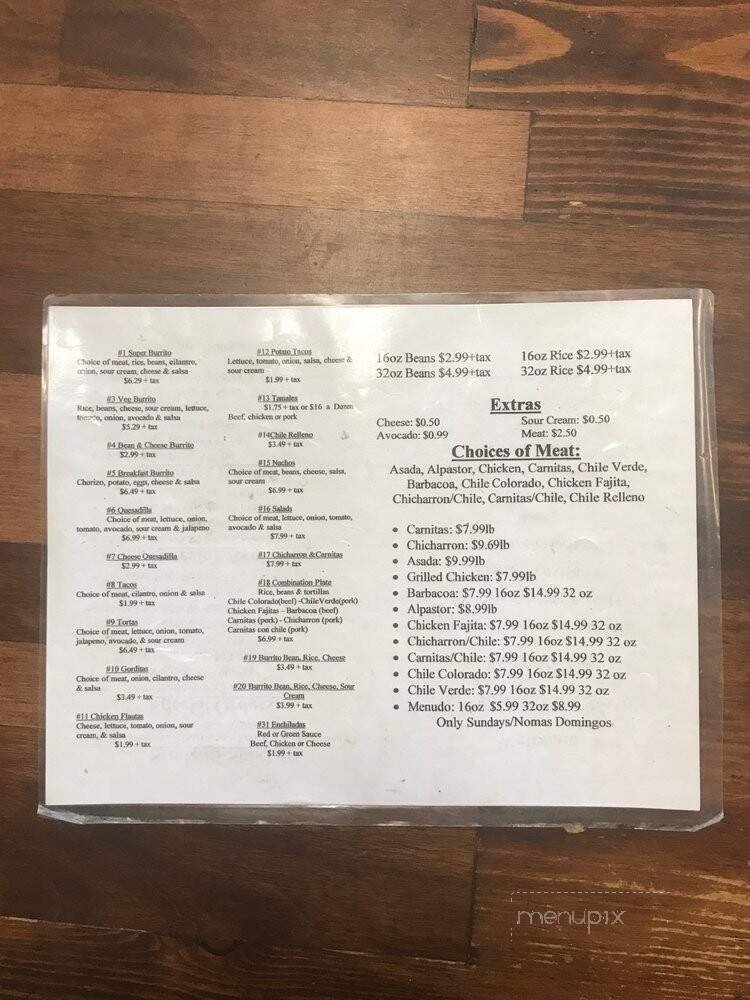 #1 Super Burrito
Choice of meat, rice, beans, cilantro,
onion, sour cream, cheese & salsa
$6.29 + tax
#3 Veg Burrito
Rice, beans, cheese, sour cream, lettuce,
tomato, onion, avocado & salsa
$5.29 + tax
#4 Bean & Cheese Burrito
$2.99 + tax
#5 Breakfast Burrito
Chorizo, potato, eggs, cheese & salsa
$6.49 + tax
#6 Quesadilla
Choice of meat, lettuce, onion,
tomato, avocado, sour cream & jalapeno
$6.99 + tax
#7 Cheese Quesadilla
$2.99 + tax
#8 Tacos
Choice of meat, cilantro, onion & salsa
$1.99 + tax
#9 Tortas
Choice of meat, lettuce, onion, tomato,
jalapeno, avocado, & sour cream
$6.49 + tax
#10 Gorditas
Choice of meat, onion, cilantro, cheese
& salsa
$3.49 + tax
#11 Chicken Flautas
Cheese, lettuce, tomato, onion, sour
cream, & salsa
$1.99 + tax
#12 Potato Tacos
Lettuce, tomato, onion, salsa, cheese &
sour cream
$1.99 + tax
#13 Tamales
$1.75 + tax or $16 a Dozen
Beef, chicken or pork
#14Chile Relleno
$3.49 + tax
#15 Nachos
Choice of meat, beans, cheese, salsa,
sour cream
$6.99 + tax
#16 Salads
Choice of meat, lettuce, onion, tomato,
avocado & salsa
$7.99 + tax
#17 Chicharron &Carnitas
$7.99 + tax
#18 Combination Plate
Rice, beans & tortillas
Chile Colorado(beef) -ChileVerde(pork)
Chicken Fajitas – Barbacoa (beef)
Carnitas (pork) - Chicharron (pork)
Carnitas con chile (pork)
$6.99 + tax
#19 Burrito Bean, Rice, Cheese
$3.49 + tax
#20 Burrito Bean, Rice, Cheese, Sour
Cream
$3.99 + tax
#31 Enchiladas
Red or Green Sauce
Beef, Chicken or Cheese
$1.99 + tax
16oz Beans $2.99+tax 16oz Rice $2.99+tax
32oz Beans $4.99+tax 32oz Rice $4.99+tax
Extras
Cheese: $0.50 Sour Cream: $0.50
Avocado: $0.99 Meat: $2.50
Choices of Meat:
Asada, Alpastor, Chicken, Carnitas, Chile Verde,
Barbacoa, Chile Colorado, Chicken Fajita,
Chicharron/Chile, Carnitas/Chile, Chile Relleno
• Carnitas: $7.99lb
• Chicharron: $9.69lb
• Asada: $9.99lb
• Grilled Chicken: $7.99lb
• Barbacoa: $7.99 16oz $14.99 32 oz
• Alpastor: $8.99lb
• Chicken Fajita: $7.99 16oz $14.99 32 oz
• Chicharron/Chile: $7.99 16oz $14.99 32 oz
• Carnitas/Chile: $7.99 16oz $14.99 32 oz
• Chile Colorado: $7.99 16oz $14.99 32 oz
• Chile Verde: $7.99 16oz $14.99 32 oz
• Menudo: 16oz $5.99 32oz $8.99
Only Sundays/Nomas Domingos
menupix